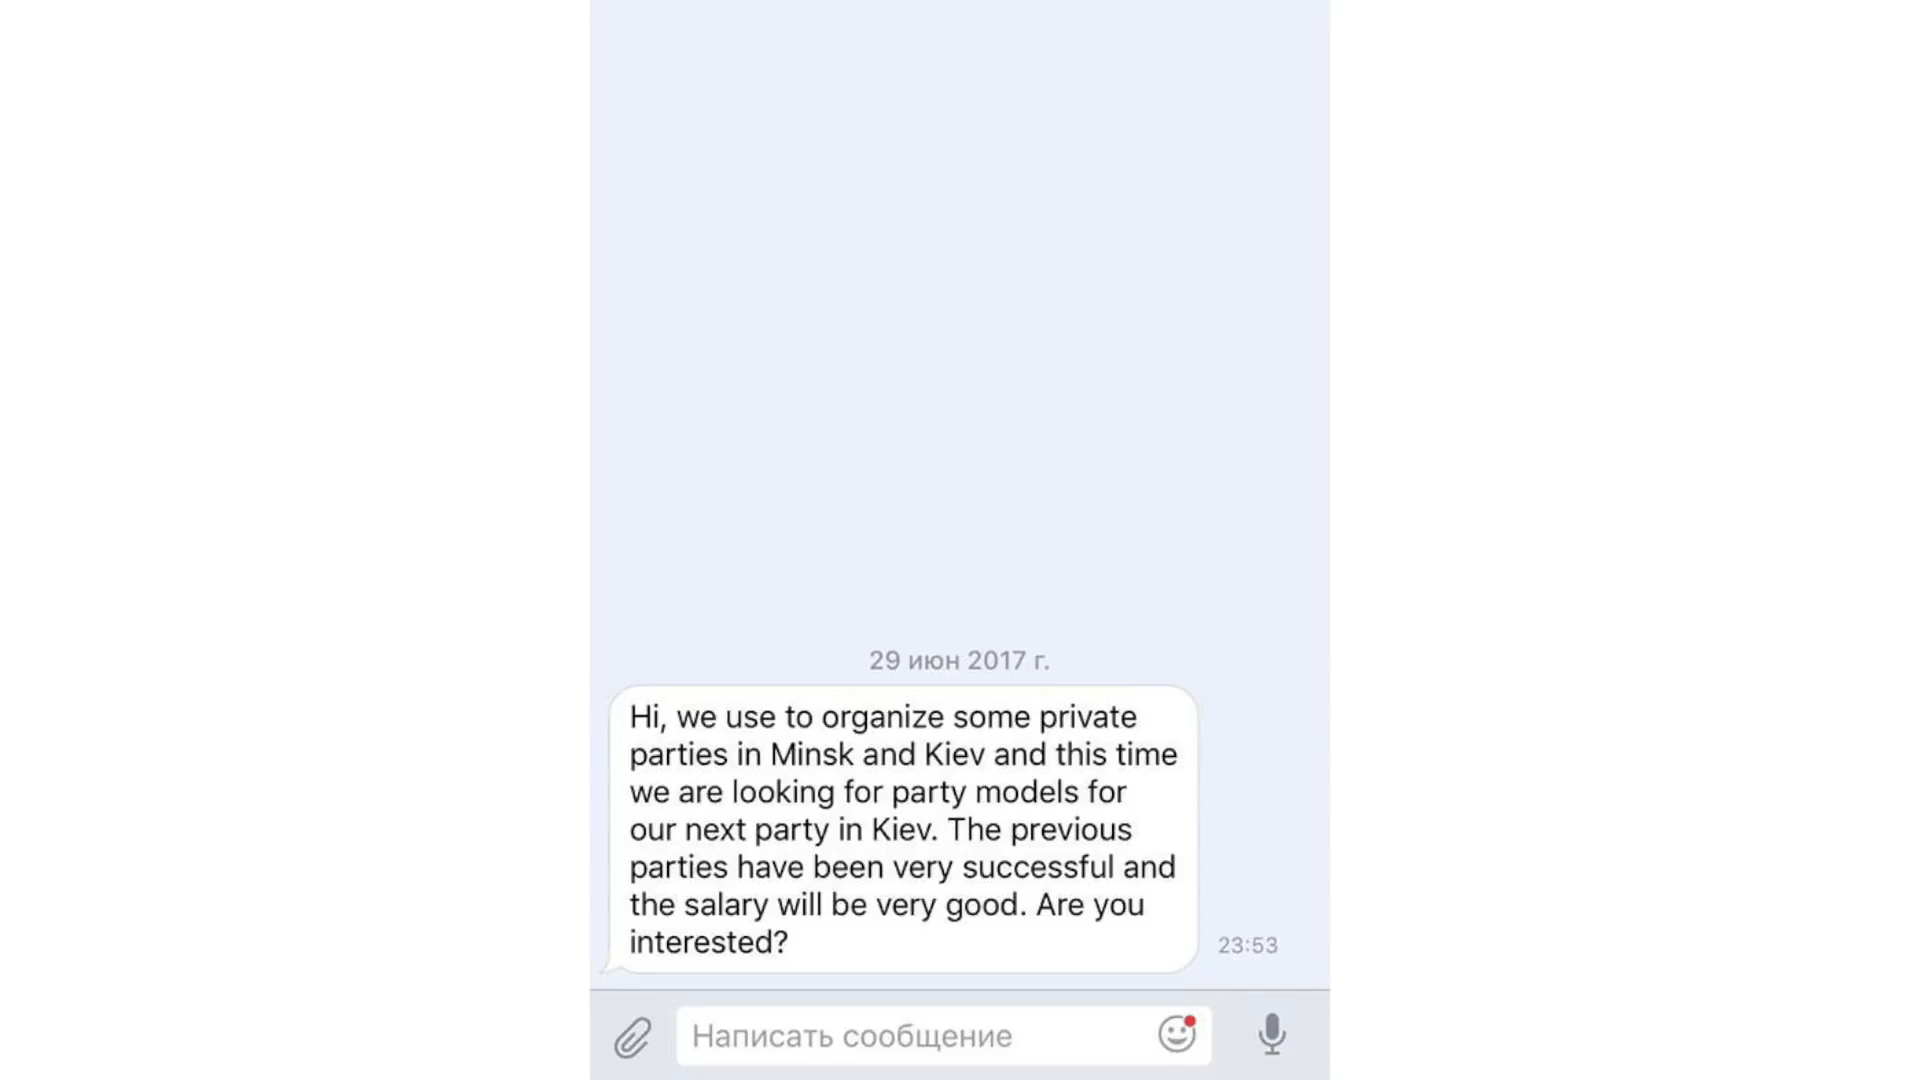 29 июн 2017 г.
Hi, we use to organize some private
parties in Minsk and Kiev and this time
we are looking for party models for
our next party in Kiev. The previous
parties have been very successful and
the salary will be very good. Are you
interested?
23:53
Написать сообщение